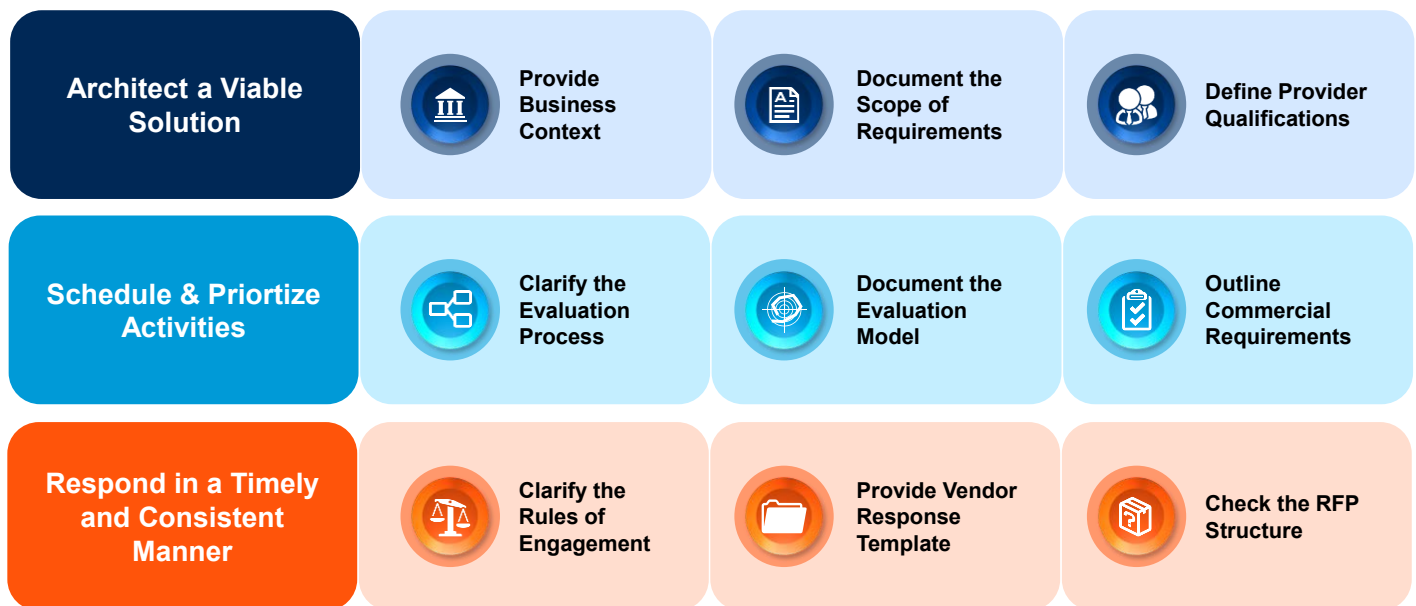 Architect a Viable
Solution
Provide
Business
Context
Document the
Scope of
Requirements
Define Provider
Qualifications
Schedule & Priortize
Activities
Clarify the
Evaluation
Process
Document the
Evaluation
Model
Outline
Commercial
Requirements
Respond in a Timely
and Consistent
Manner
Clarify the
Rules of
Engagement
Provide Vendor
Response
Template
Check the RFP
Structure